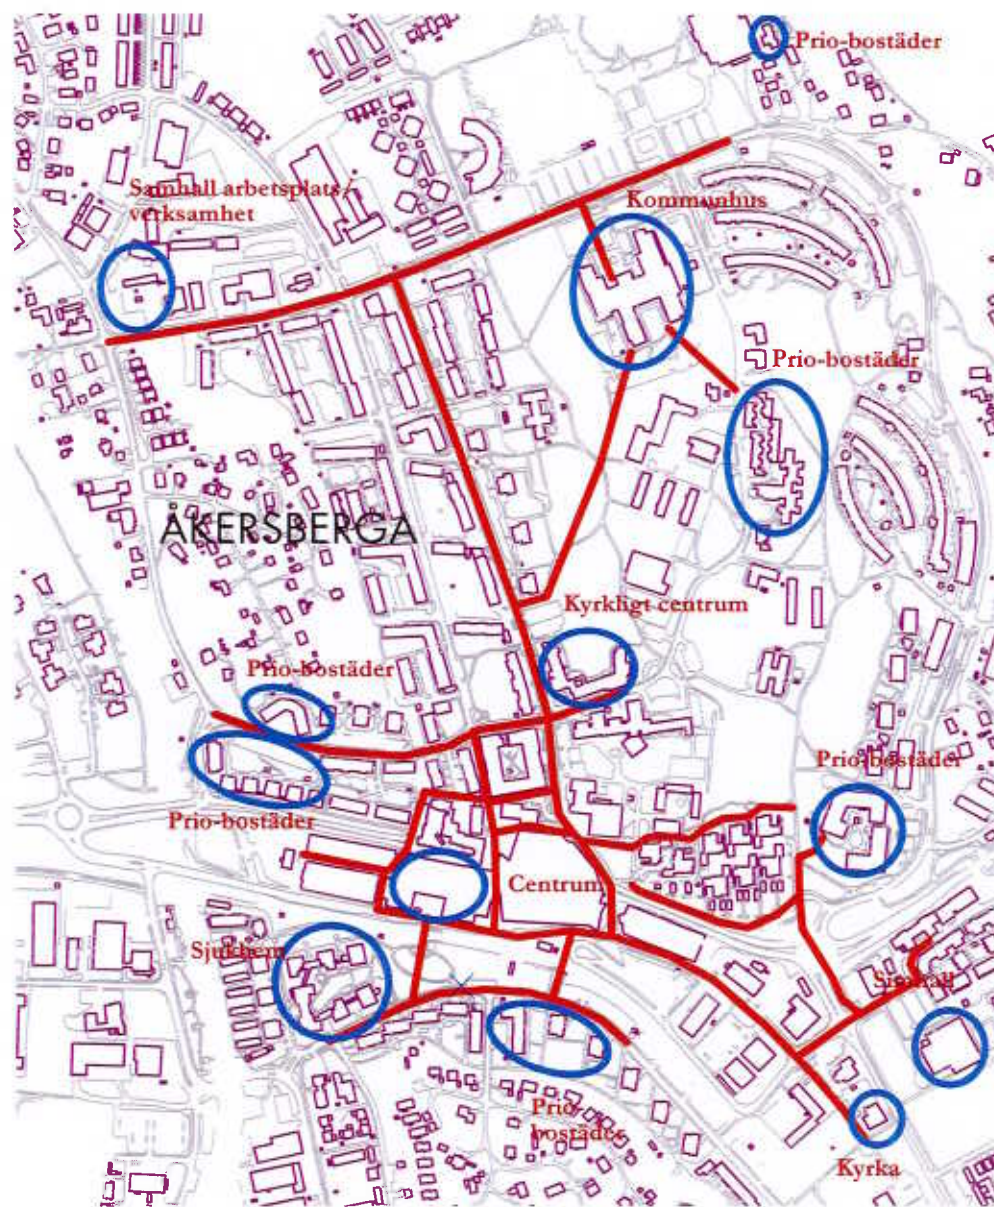 Prio-bostäder
Samhall arbetsplats/
verksamhet
Kommunhus
Prio-bostäder
ÅKERSBERGA
Kyrkligt centrum
Prio-bostäder
Prio-bostäder
Prio-bostäder
Centrum
Sjukhem
Simhall
Prio-
bostäder
Kyrka